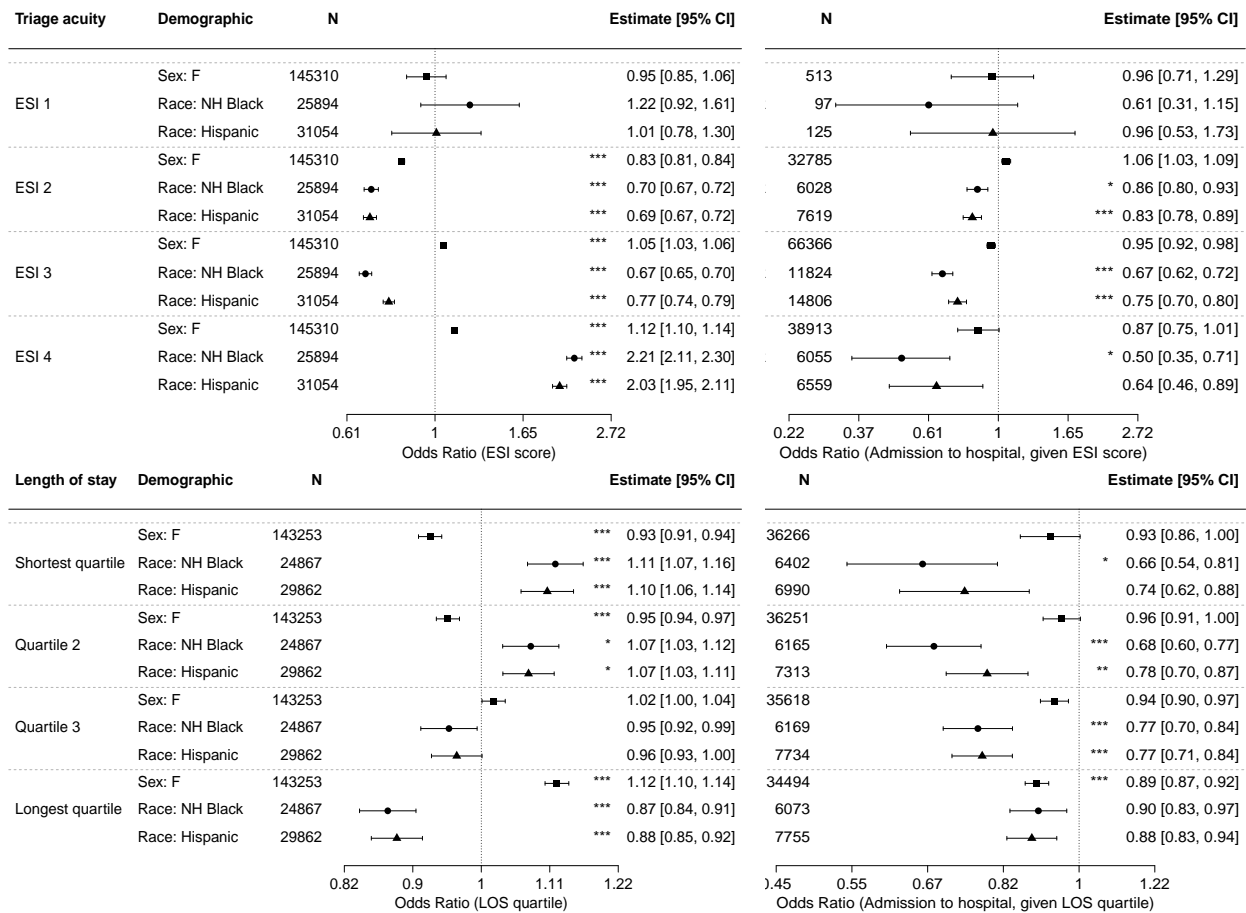 Triage acuity Demographic N Estimate [95% CI] N Estimate [95% CI]
Sex: F 145310 0.95 [0.85, 1.06] 513 0.96 [0.71, 1.29]
ESI 1 Race: NH Black 25894 1.22 [0.92, 1.61] 97 0.61 [0.31, 1.15]
Race: Hispanic 31054 1.01 [0.78, 1.30] 125 0.96 [0.53, 1.73]
Sex: F 145310 *** 0.83 [0.81, 0.84] 32785 1.06 [1.03, 1.09]
ESI 2 Race: NH Black 25894 *** 0.70 [0.67, 0.72] 6028 * 0.86 [0.80, 0.93]
Race: Hispanic 31054 *** 0.69 [0.67, 0.72] 7619 *** 0.83 [0.78, 0.89]
Sex: F 145310 *** 1.05 [1.03, 1.06] 66366 0.95 [0.92, 0.98]
ESI 3 Race: NH Black 25894 *** 0.67 [0.65, 0.70] 11824 *** 0.67 [0.62, 0.72]
Race: Hispanic 31054 *** 0.77 [0.74, 0.79] 14806 *** 0.75 [0.70, 0.80]
Sex: F 145310 *** 1.12 [1.10, 1.14] 38913 0.87 [0.75, 1.01]
ESI 4 Race: NH Black 25894 *** 2.21 [2.11, 2.30] 6055 * 0.50 [0.35, 0.71]
Race: Hispanic 31054 *** 2.03 [1.95, 2.11] 6559 0.64 [0.46, 0.89]
0.61 1 1.65 2.72 0.22 0.37 0.61 1 1.65 2.72
Odds Ratio (ESI score) Odds Ratio (Admission to hospital, given ESI score)
Length of stay Demographic N Estimate [95% CI] N Estimate [95% CI]
Sex: F 143253 *** 0.93 [0.91, 0.94] 36266 0.93 [0.86, 1.00]
Shortest quartile Race: NH Black 24867 *** 1.11 [1.07, 1.16] 6402 * 0.66 [0.54, 0.81]
Race: Hispanic 29862 *** 1.10 [1.06, 1.14] 6990 0.74 [0.62, 0.88]
Sex: F 143253 *** 0.95 [0.94, 0.97] 36251 0.96 [0.91, 1.00]
Quartile 2 Race: NH Black 24867 * 1.07 [1.03, 1.12] 6165 *** 0.68 [0.60, 0.77]
Race: Hispanic 29862 * 1.07 [1.03, 1.11] 7313 ** 0.78 [0.70, 0.87]
Sex: F 143253 1.02 [1.00, 1.04] 35618 0.94 [0.90, 0.97]
Quartile 3 Race: NH Black 24867 0.95 [0.92, 0.99] 6169 *** 0.77 [0.70, 0.84]
Race: Hispanic 29862 0.96 [0.93, 1.00] 7734 *** 0.77 [0.71, 0.84]
Sex: F 143253 *** 1.12 [1.10, 1.14] 34494 *** 0.89 [0.87, 0.92]
Longest quartile Race: NH Black 24867 *** 0.87 [0.84, 0.91] 6073 0.90 [0.83, 0.97]
Race: Hispanic 29862 *** 0.88 [0.85, 0.92] 7755 0.88 [0.83, 0.94]
0.82 0.9 1 1.11 1.22 0.45 0.55 0.67 0.82 1 1.22
Odds Ratio (LOS quartile) Odds Ratio (Admission to hospital, given LOS quartile)